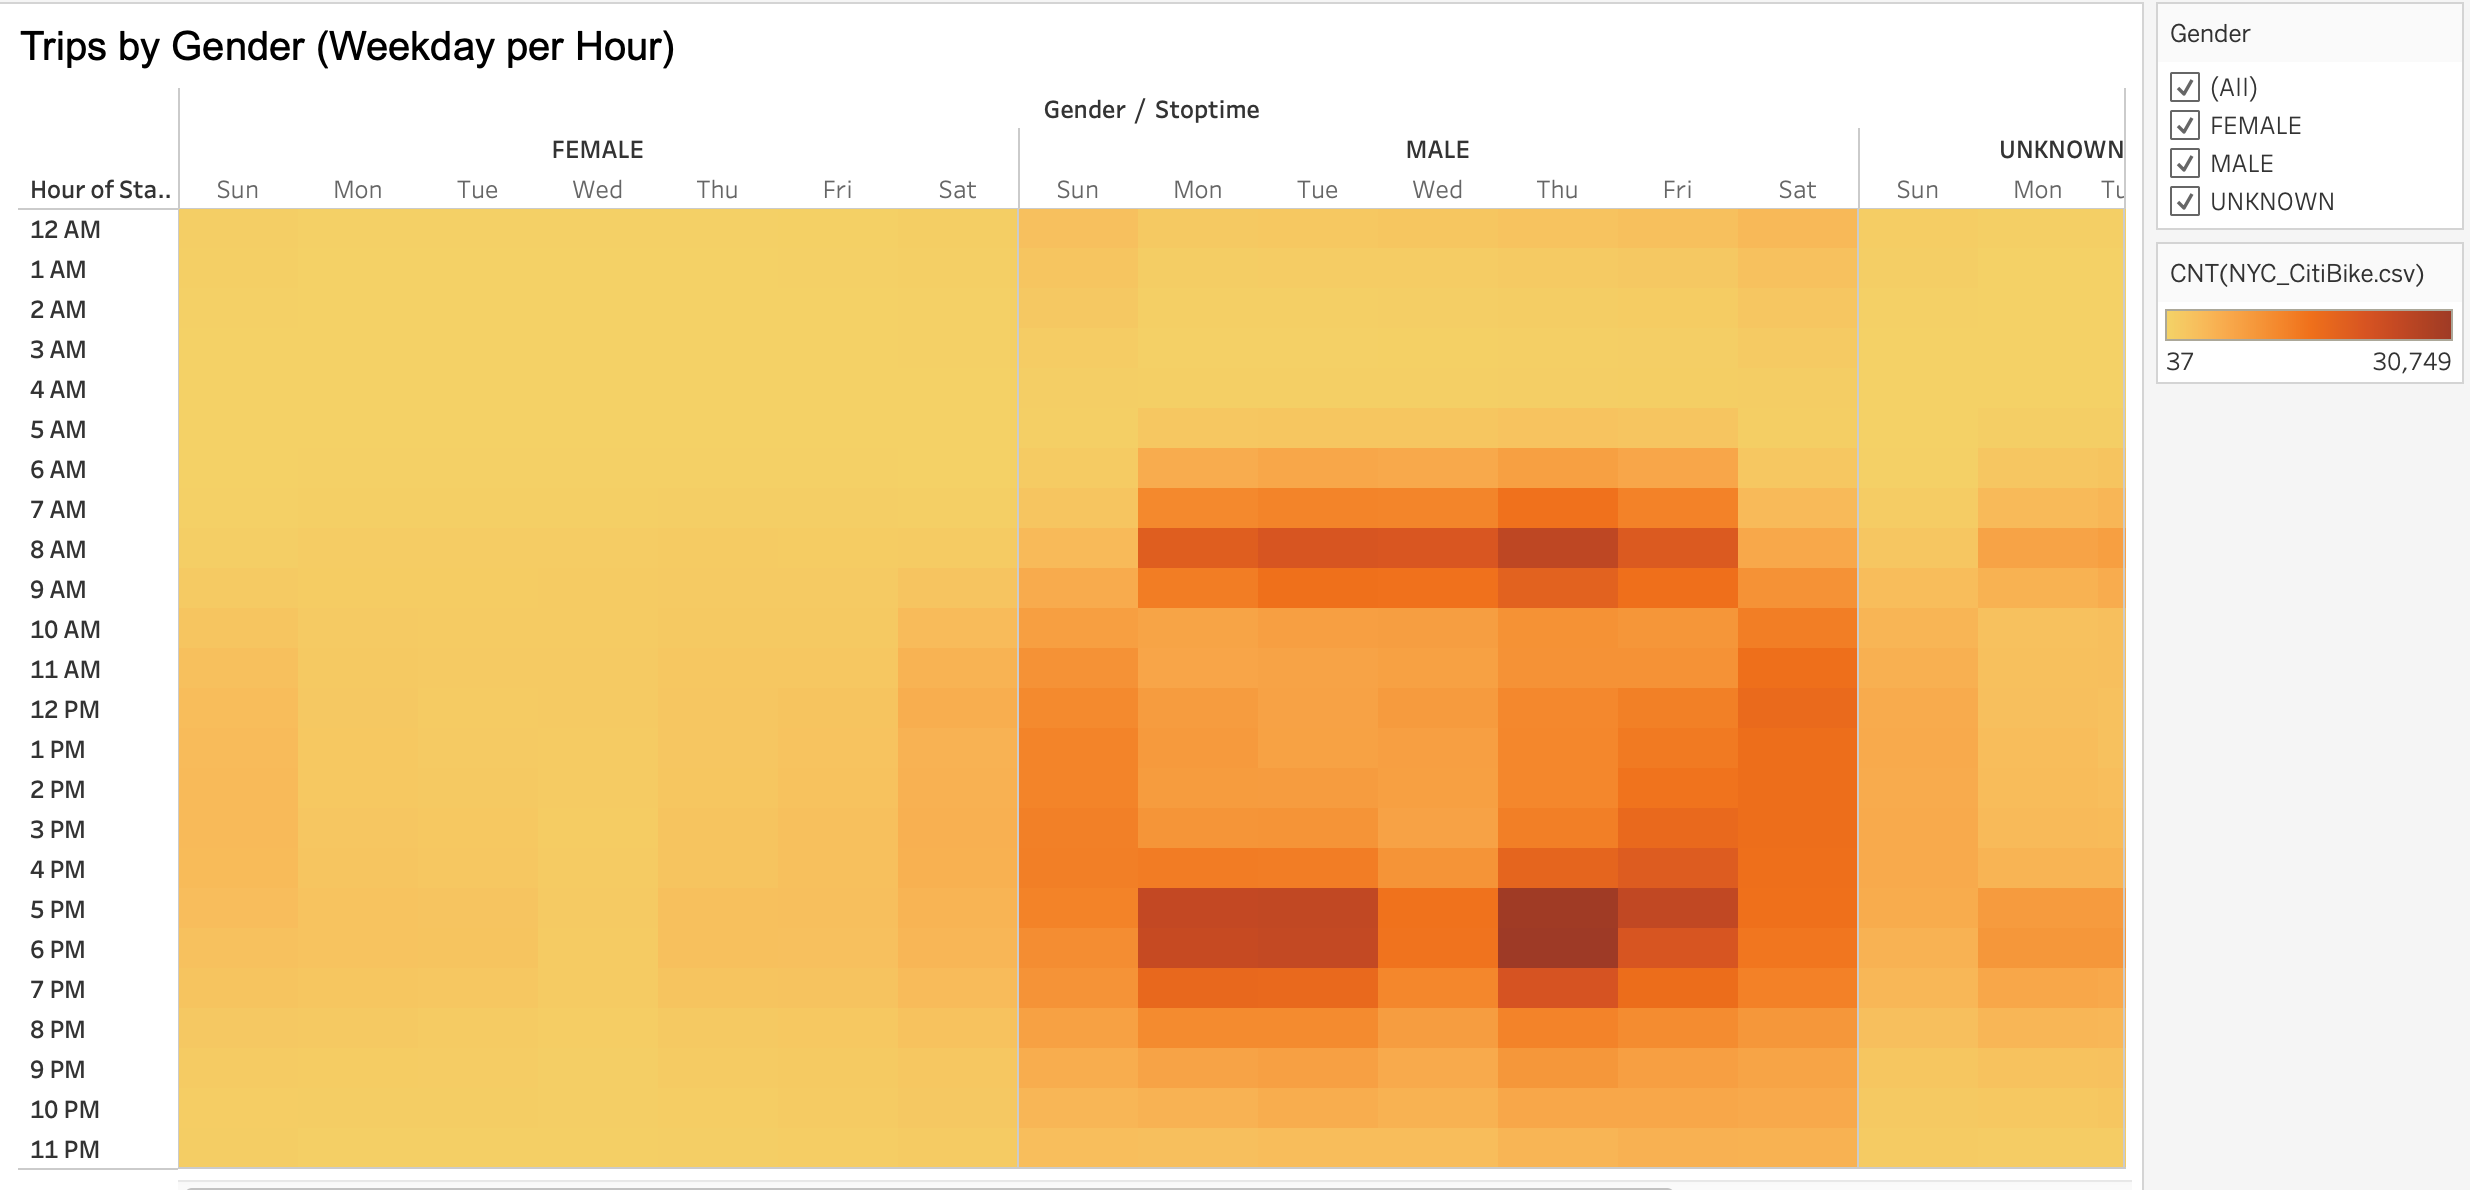 Trips by Gender (Weekday per Hour)
Gender / Stoptime
FEMALE MALE UNKNOWN
Hour of Sta.. Sun Mon Tue Wed Thu Fri Sat Sun Mon Tue Wed Thu Fri Sat Sun Mon Tu
12 AM
1 AM
2 AM
3 AM
4 AM
5 AM
6 AM
7 AM
8 AM
9 AM
10 AM
11 AM
12 PM
1 PM
2 PM
3 PM
4 PM
5 PM
6 PM
7 PM
8 PM
9 PM
10 PM
11 PM
Gender
(All)
FEMALE
MALE
UNKNOWN
CNT(NYC_CitiBike.csv)
37 30,749